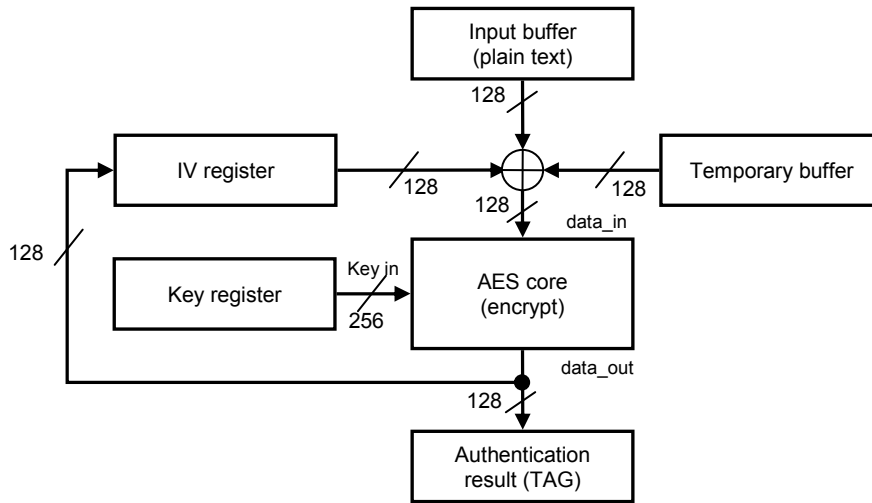 Input buffer
(plain text)
128
IV register
128
128
Temporary buffer
128
data_in
128
Key register
Key in
256
AES core
(encrypt)
data_out
128
Authentication
result (TAG)